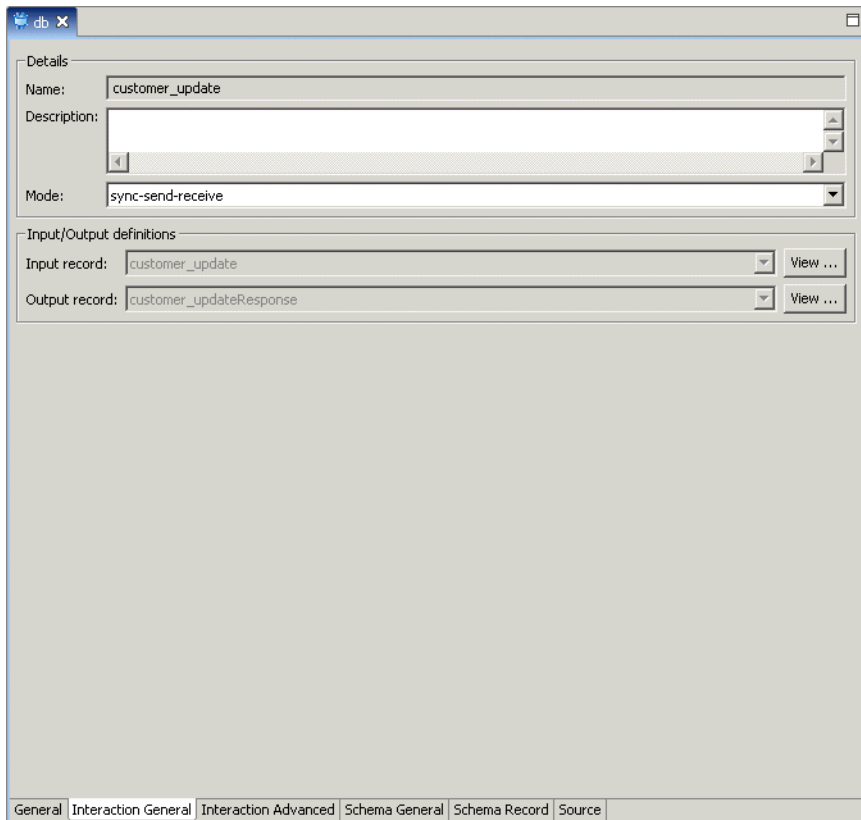 db
Details
Name: customer_update
Description:
Mode: sync-send-receive
Input/Output definitions
Input record: customer_update View ...
Output record: customer_updateResponse View ...
General Interaction General Interaction Advanced Schema General Schema Record Source